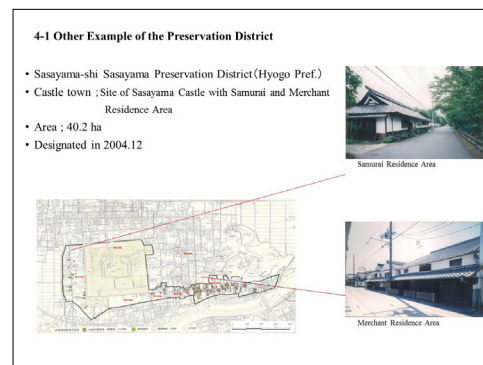 4-1 Other Example of the Preservation District
• Sasayama-shi Sasayama Preservation District(Hyogo Pref.)
• Castle town ; Site of Sasayama Castle with Samurai and Merchant
Residence Area
• Area ; 40.2 ha
• Designated in 2004.12
Samurai Residence Area
Merchant Residence Area